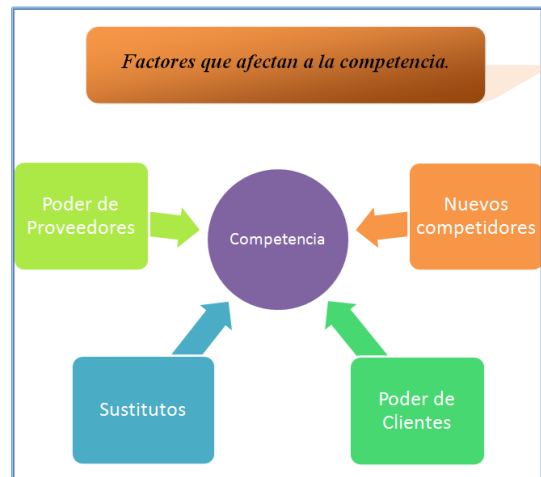 Factores que afectan a la competencia.
Poder de
Proveedores
Competencia
Nuevos
competidores
Sustitutos
Poder de
Clientes